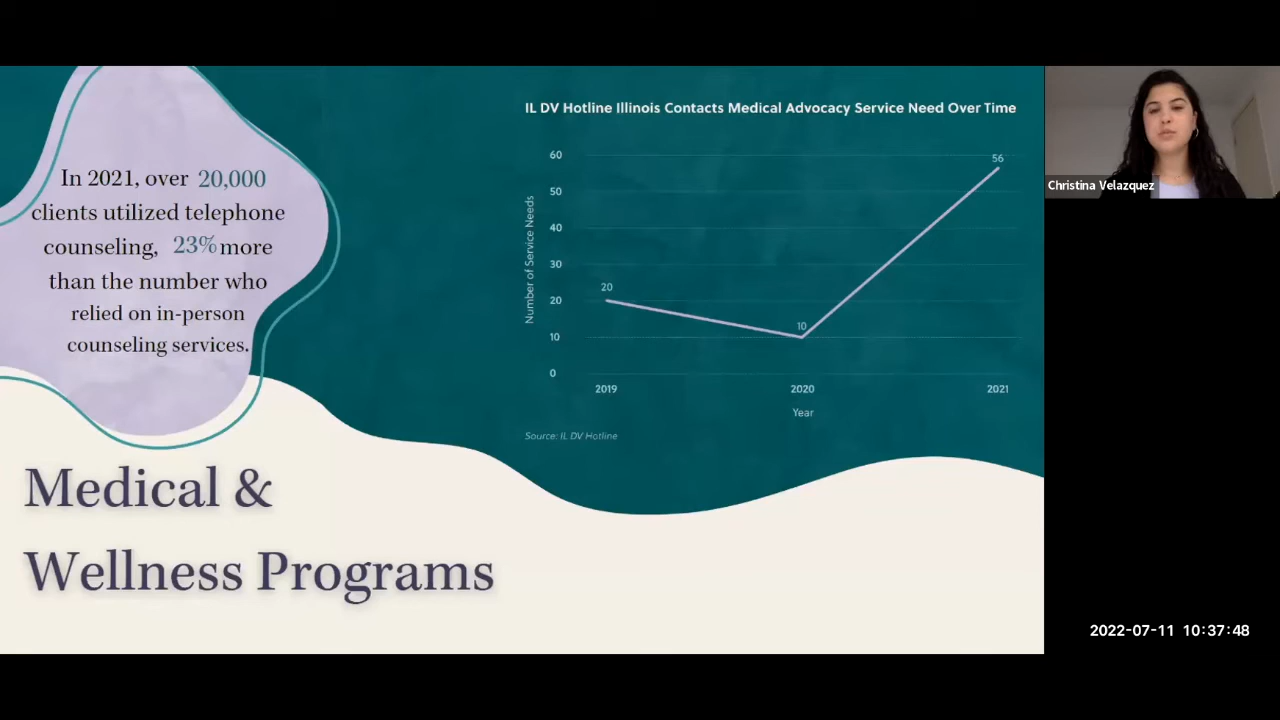 In 2021, over 20,000
clients utilized telephone
counseling, 23% more
than the number who
relied on in-person
counseling services.
Medical &
Wellness Programs
IL DV Hotline Illinois Contacts Medical Advocacy Service Need Over Time
Number of Service Needs
60
50
40
30
20
10
0
20
10
56
2019
2020
2021
Year
Source: IL DV Hotline
Christina Velazquez
2022-07-11 10:37:48